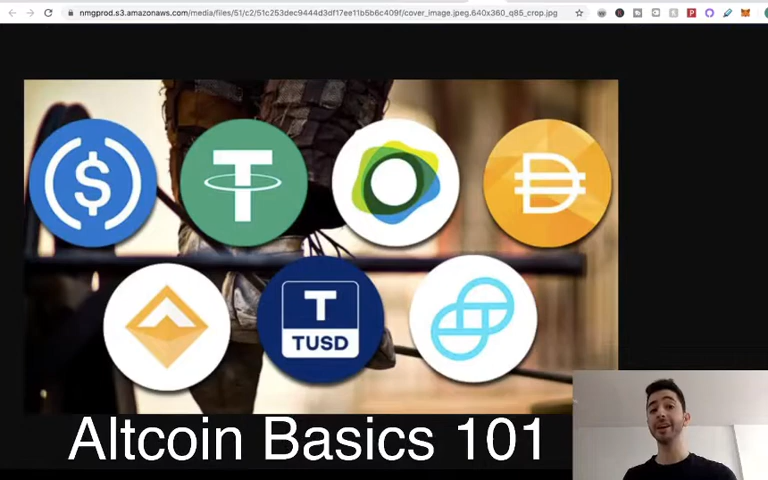 nmgprod.s3.amazonaws.com/media/files/51/c2/51c253dec9444d3df17ee11b5b6c409f/cover_image.jpeg.640x360_q85_crop.jpg
$
T
TUSD
Altcoin Basics 101